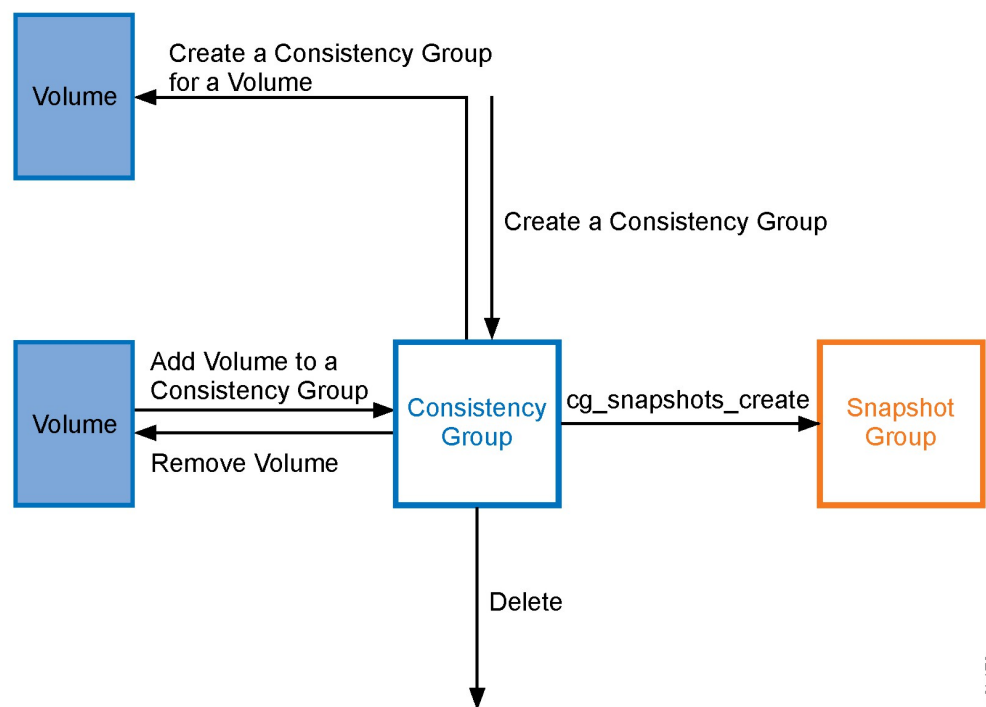 Create a Consistency Group
for a Volume
Volume
Create a Consistency Group
Add Volume to a
Consistency Group
Volume
Remove Volume
Consistency
Group
cg_snapshots_create
Snapshot
Group
Delete